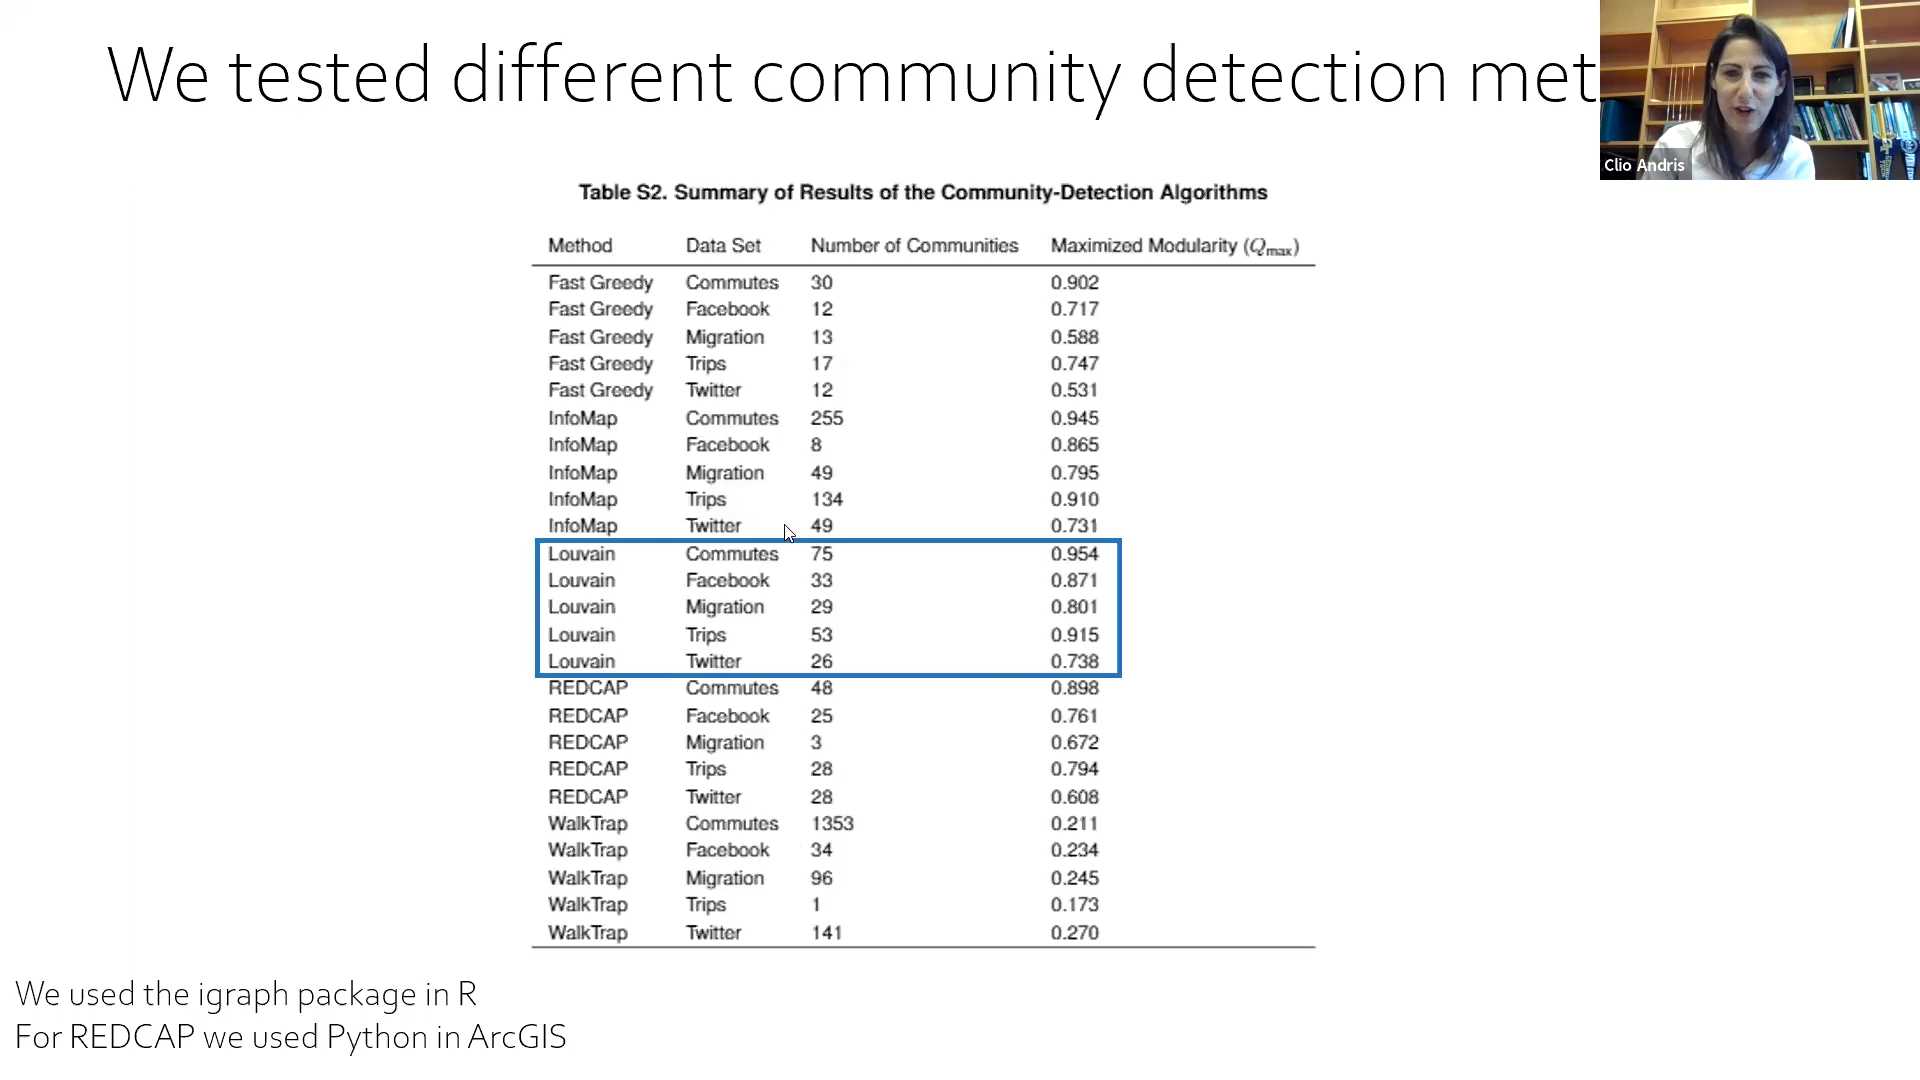 We tested different community detection met
Clio Andris
Table S2. Summary of Results of the Community-Detection Algorithms
Method Data Set Number of Communities Maximized Modularity (Qmax)
Fast Greedy Commutes 30 0.902
Fast Greedy Facebook 12 0.717
Fast Greedy Migration 13 0.588
Fast Greedy Trips 17 0.747
Fast Greedy Twitter 12 0.531
InfoMap Commutes 255 0.945
InfoMap Facebook 8 0.865
InfoMap Migration 49 0.795
InfoMap Trips 134 0.910
InfoMap Twitter 49 0.731
Louvain Commutes 75 0.954
Louvain Facebook 33 0.871
Louvain Migration 29 0.801
Louvain Trips 53 0.915
Louvain Twitter 26 0.738
REDCAP Commutes 48 0.898
REDCAP Facebook 25 0.761
REDCAP Migration 3 0.672
REDCAP Trips 28 0.794
REDCAP Twitter 28 0.608
WalkTrap Commutes 1353 0.211
WalkTrap Facebook 34 0.234
WalkTrap Migration 96 0.245
WalkTrap Trips 1 0.173
WalkTrap Twitter 141 0.270
We used the igraph package in R
For REDCAP we used Python in ArcGIS